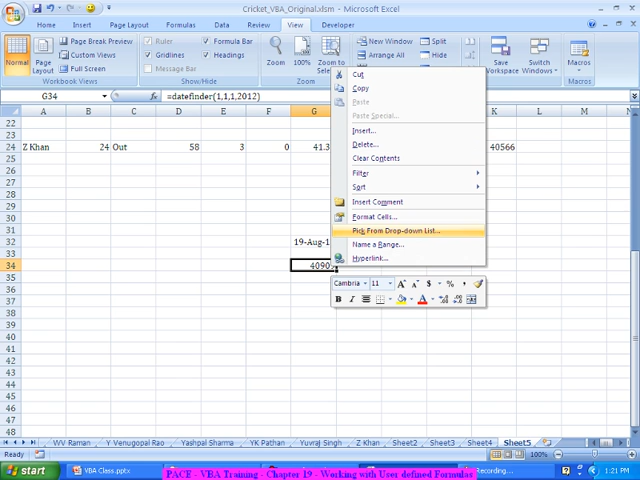 Cricket_VBA_Original.xlsm - Microsoft Excel
Home Insert Page Layout Formulas Data Review View Developer
Normal Page Layout Page Break Preview Custom Views Full Screen Workbook Views
Ruler Gridlines Message Bar Formula Bar Headings Show/Hide
Zoom 100% Zoom to Selection
New Window Arrange All Split Hide
Save Workspace Switch Windows Macros
Macros
G34 =datefinder(1,1,1,2012)
A B C D E F G K L M
22
23
24 Z Khan 24 Out 58 3 0 41.3 40566
25
26
27
28
29
30
31
32 19-Aug-1
33
34 4090
35
36
37
38
39
40
41
42
43
44
45
46
47
48
Cut
Copy
Paste
Paste Special...
Insert...
Delete...
Clear Contents
Filter
Sort
Insert Comment
Format Cells...
Pick From Drop-down List...
Name a Range...
Hyperlink...
Cambria 11 A A $ % ,
B I A
WV Raman Y Venugopal Rao Yashpal Sharma YK Pathan Yuvraj Singh Z Khan Sheet2 Sheet3 Sheet4 Sheet5
Ready 100%
start VBA Class.pptx Recording... 1:21 PM
PACE - VBA Training - Chapter 19 - Working with User defined Formulas